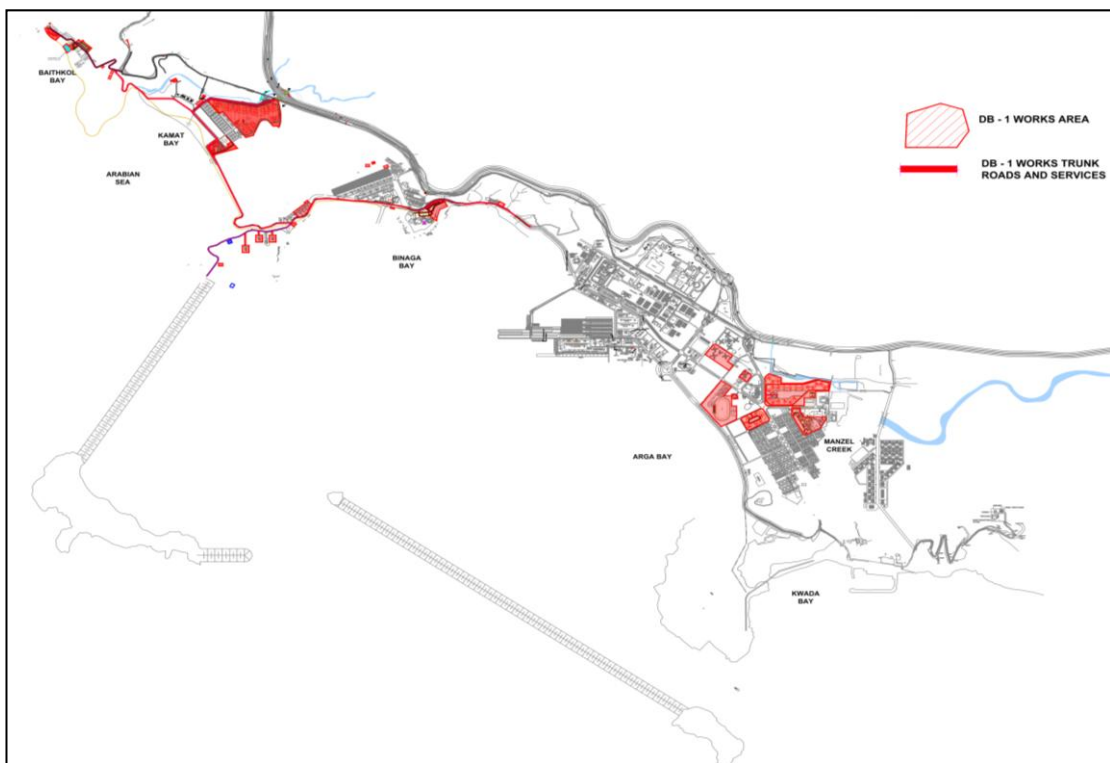 BAITHKOL
BAY
KAMAT
BAY
ARABIAN
SEA
BINAGA
BAY
DB - 1 WORKS AREA
DB - 1 WORKS TRUNK
ROADS AND SERVICES
ARGA BAY
MANZEL
CREEK
KWADA
BAY